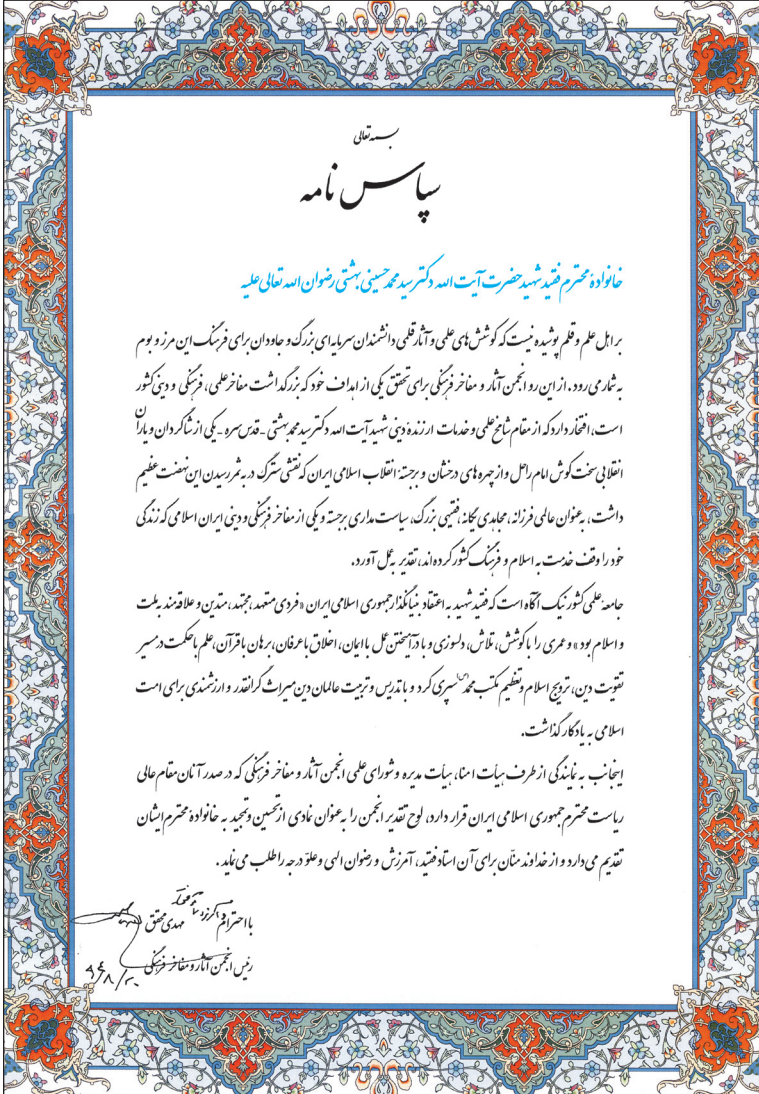 بسمه تعالی
سپاس نامه
خانوادهٔ محترم فقید شهید حضرت آیت الله دکتر سید محمد حسینی بهشتی رضوان الله تعالی علیه
بر اهل علم و قلم پوشیده نیست که کوشش های علمی و آثار قلمی دانشمندان سرمایه ای بزرگ و جاودان برای فرهنگ این مرز و بوم
به شمار می رود. از این رو انجمن آثار و مفاخر فرهنگی برای تحقق یکی از اهداف خود که بزرگداشت مفاخر علمی، فرهنگی و دینی کشور
است، افتخار دارد که از مقام شامخ علمی و خدمات ارزندهٔ دینی شهید آیت الله دکتر سید محمد بهشتی - قدس سره - یکی از شاگردان و یاران
انقلابی سخت کوش امام راحل و از چهره های درخشان و برجستهٔ انقلاب اسلامی ایران که نقشی سترگ در به ثمر رسیدن این نهضت عظیم
داشت، به عنوان عالمی فرزانه، مجاهدی یگانه، فقیهی بزرگ، سیاست مداری برجسته و یکی از مفاخر فرهنگی و دینی ایران اسلامی که زندگی
خود را وقف خدمت به اسلام و فرهنگ کشور کرده اند، تقدیر به عمل آورد.
جامعهٔ علمی کشور نیک آگاه است که فقید شهید به اعتقاد بنیانگذار جمهوری اسلامی ایران «فردی متعهد، مجتهد، متدین و علاقه مند به ملت
و اسلام بود» و عمری را با کوشش، تلاش، دلسوزی و با درآمیختن عمل با ایمان، اخلاق با عرفان، برهان با قرآن، علم با حکمت در مسیر
تقویت دین، ترویج اسلام و تعظیم مکتب محمد (ص) سپری کرد و با تدریس و تربیت عالمان دین میراث گرانقدر و ارزشمندی برای امت
اسلامی به یادگار گذاشت.
اینجانب به نمایندگی از طرف هیأت امنا، هیأت مدیره و شورای علمی انجمن آثار و مفاخر فرهنگی که در صدر آنان مقام عالی
ریاست محترم جمهوری اسلامی ایران قرار دارد، لوح تقدیر انجمن را به عنوان نمادی از تحسین و تمجید به خانوادهٔ محترم ایشان
تقدیم می دارد و از خداوند منّان برای آن استاد فقید، آمرزش و رضوان الهی و علوّ درجه را طلب می نماید.
با احترام
مهدی محقق
رئیس انجمن آثار و مفاخر فرهنگی